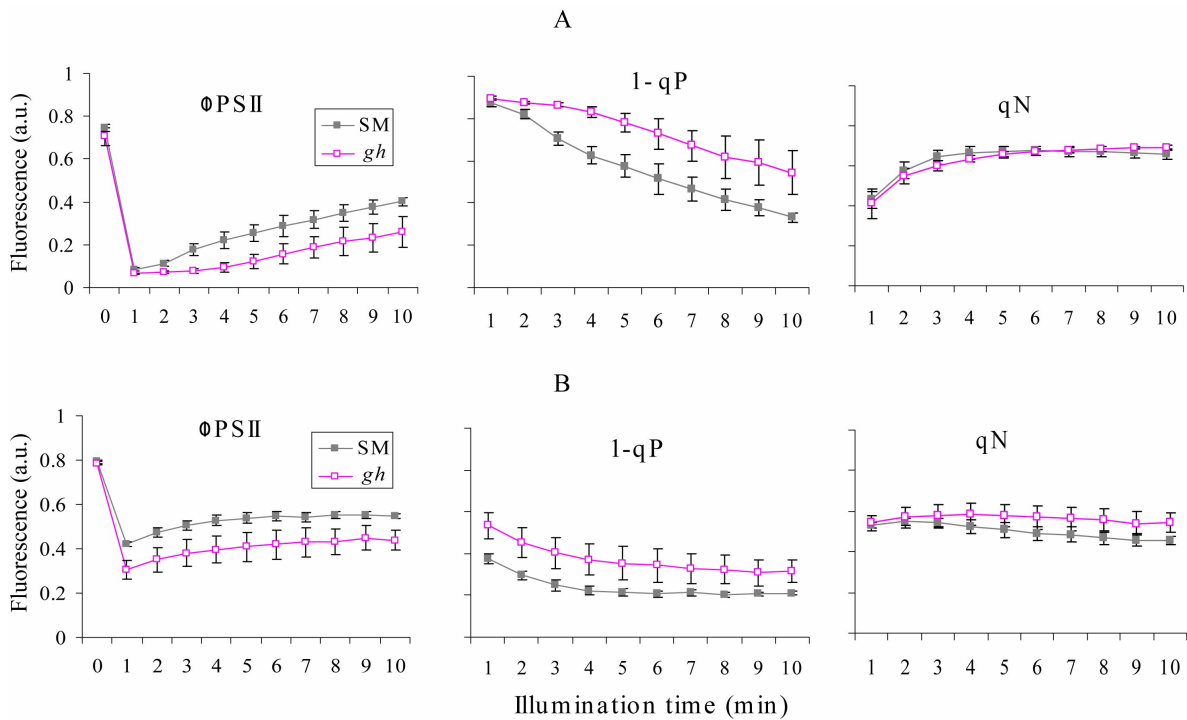 A
ΦPSII
1-qP
qN
SM
gh
Fluorescence (a.u.)
1
0.8
0.6
0.4
0.2
0
0 1 2 3 4 5 6 7 8 9 10
1 2 3 4 5 6 7 8 9 10
1 2 3 4 5 6 7 8 9 10
B
ΦPSII
1-qP
qN
SM
gh
Fluorescence (a.u.)
1
0.8
0.6
0.4
0.2
0
0 1 2 3 4 5 6 7 8 9 10
1 2 3 4 5 6 7 8 9 10
1 2 3 4 5 6 7 8 9 10
Illumination time (min)